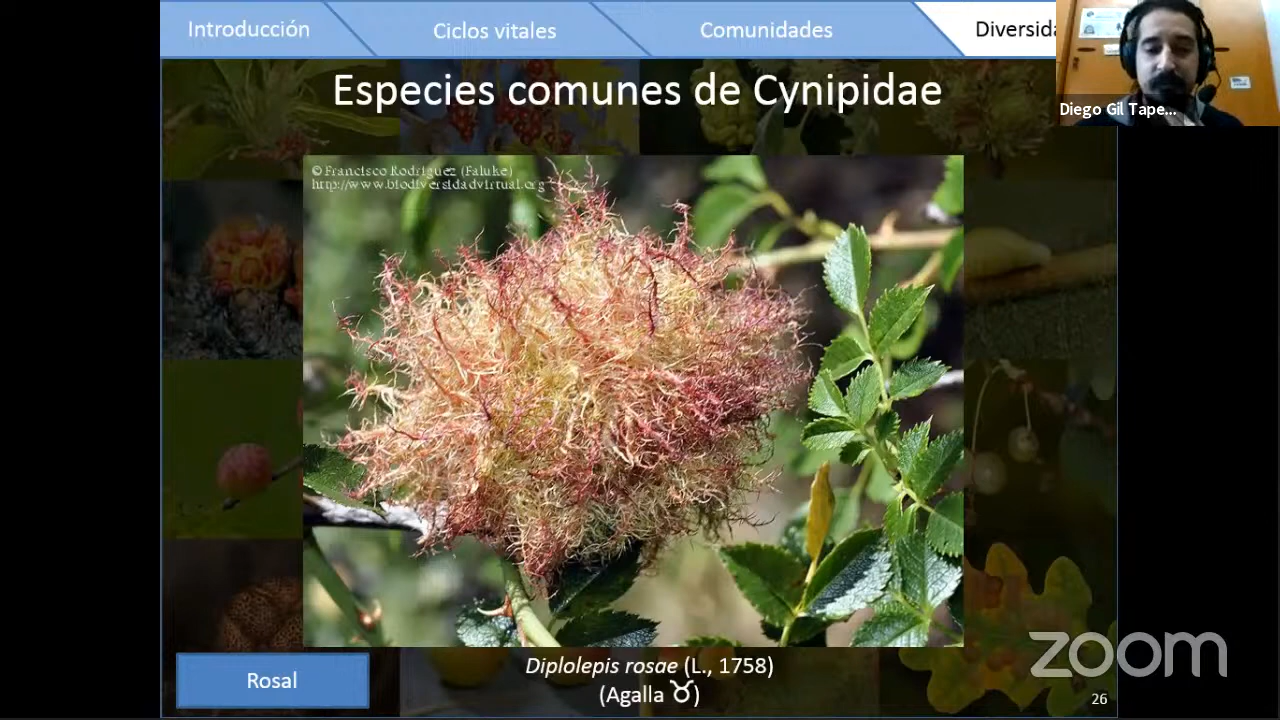 Introducción
Ciclos vitales
Comunidades
Diversida
Especies comunes de Cynipidae
Diego Gil Tape...
© Francisco Rodríguez (Faluke)
http://www.biodiversidadvirtual.org
Rosal
Diplolepis rosae (L., 1758)
(Agalla ♉)
zoom
26